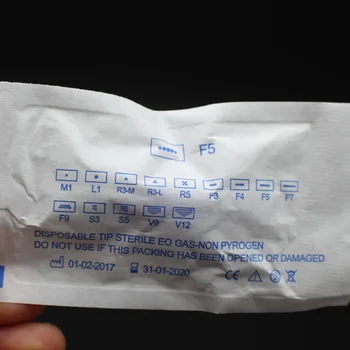 F5
M1 L1 R3-M R3-L R5 F3 F4 F5 F7
F9 S3 S5 V9 V12
DISPOSABLE TIP STERILE EO GAS-NON PYROGEN
DO NOT USE IF THIS PACKING HAS BEEN OPENED OR DAMAGED
01-02-2017 31-01-2020 CE